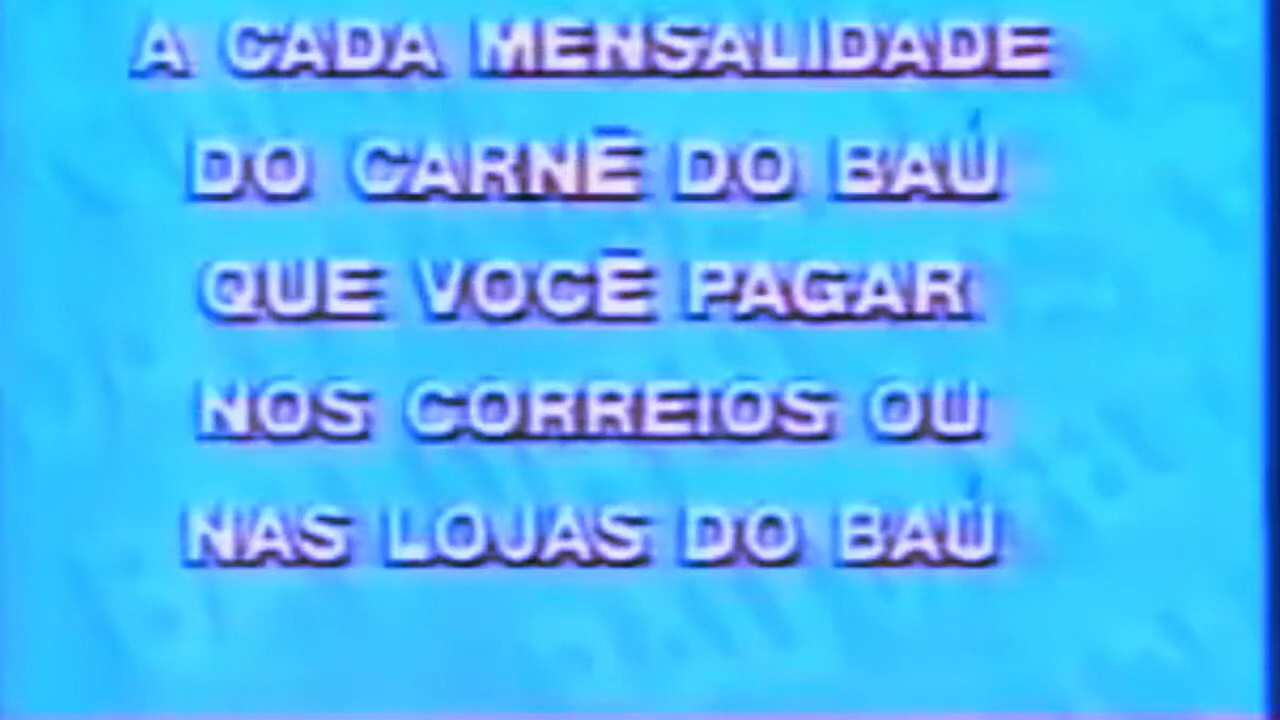 A CADA MENSALIDADE
DO CARNÊ DO BAÚ
QUE VOCÊ PAGAR
NOS CORREIOS OU
NAS LOJAS DO BAÚ